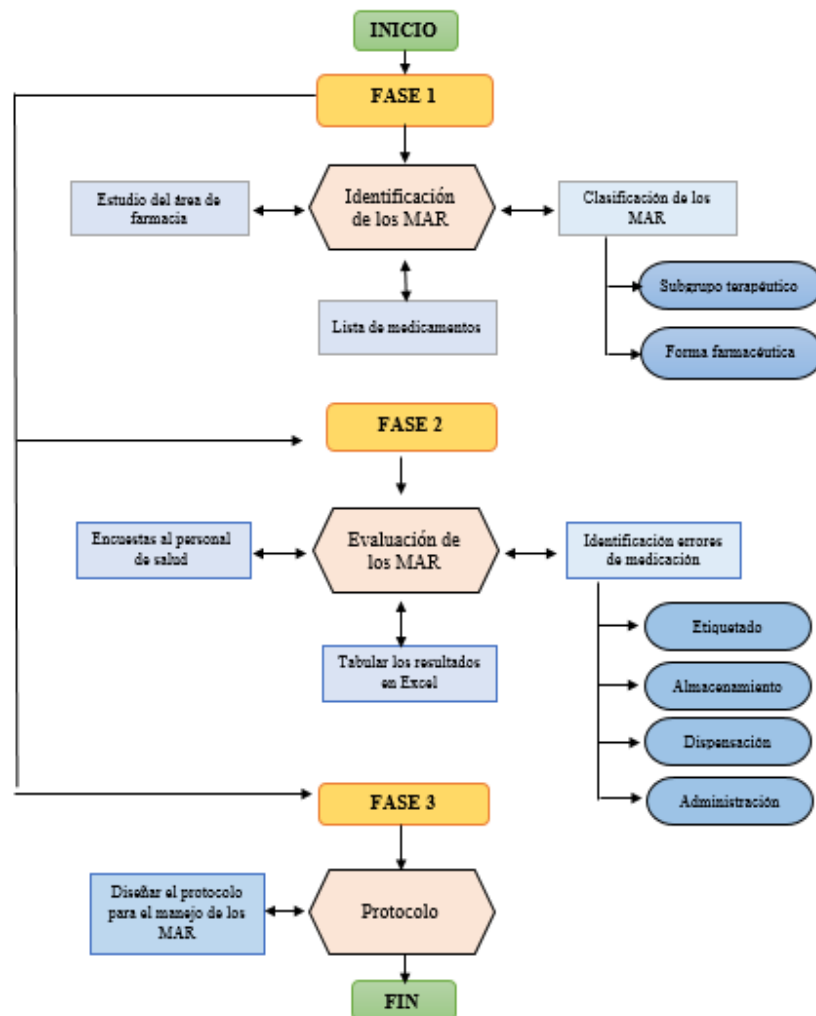 INICIO
FASE 1
Estudio del área de
farmacia
Identificación
de los MAR
Clasificación de los
MAR
Subgrupo terapéutico
Lista de medicamentos
Forma farmacéutica
FASE 2
Encuestas al personal
de salud
Evaluación de
los MAR
Identificación errores
de medicación
Etiquetado
Tabular los resultados
en Excel
Almacenamiento
Dispensación
FASE 3
Administración
Diseñar el protocolo
para el manejo de los
MAR
Protocolo
FIN